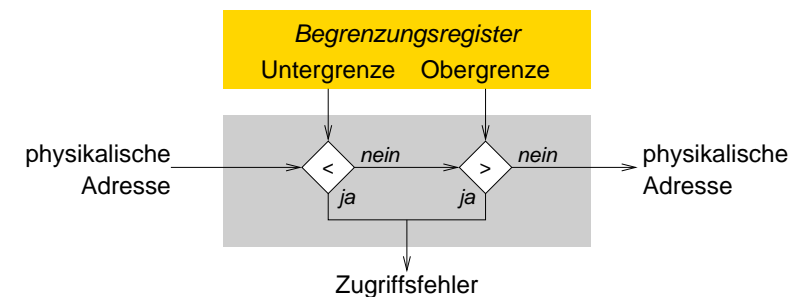 Begrenzungsregister
Untergrenze Obergrenze
physikalische
Adresse
<
nein
ja
>
nein
ja
physikalische
Adresse
Zugriffsfehler